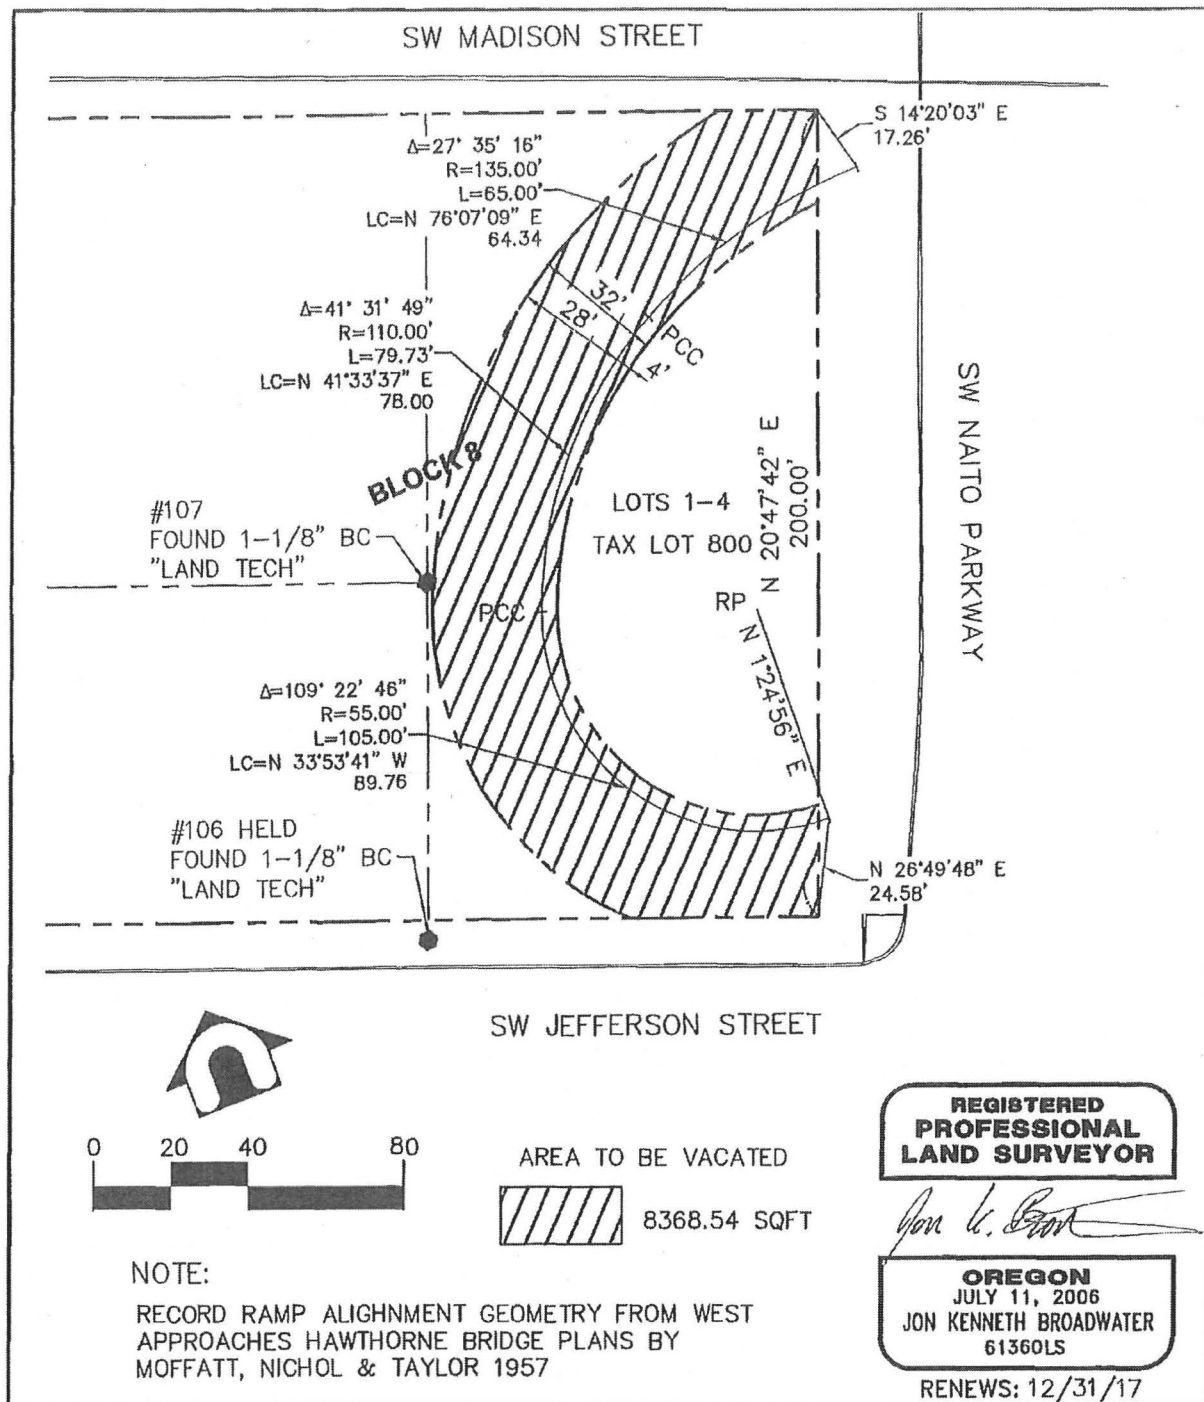 SW MADISON STREET
S 14°20'03" E
17.26'
Δ=27° 35' 16"
R=135.00'
L=65.00'
LC=N 76°07'09" E
64.34
32'
28'
4'
PCC
Δ=41° 31' 49"
R=110.00'
L=79.73'
LC=N 41°33'37" E
78.00
BLOCK 8
SW NAITO PARKWAY
N 20°47'42" E
200.00'
LOTS 1-4
TAX LOT 800
#107
FOUND 1-1/8" BC
"LAND TECH"
RP
PCC
N 1°24'56" E
Δ=109° 22' 46"
R=55.00'
L=105.00'
LC=N 33°53'41" W
89.76
#106 HELD
FOUND 1-1/8" BC
"LAND TECH"
N 26°49'48" E
24.58'
SW JEFFERSON STREET
0 20 40 80
AREA TO BE VACATED
8368.54 SQFT
NOTE:
RECORD RAMP ALIGHNMENT GEOMETRY FROM WEST
APPROACHES HAWTHORNE BRIDGE PLANS BY
MOFFATT, NICHOL & TAYLOR 1957
REGISTERED
PROFESSIONAL
LAND SURVEYOR
OREGON
JULY 11, 2006
JON KENNETH BROADWATER
61360LS
RENEWS: 12/31/17